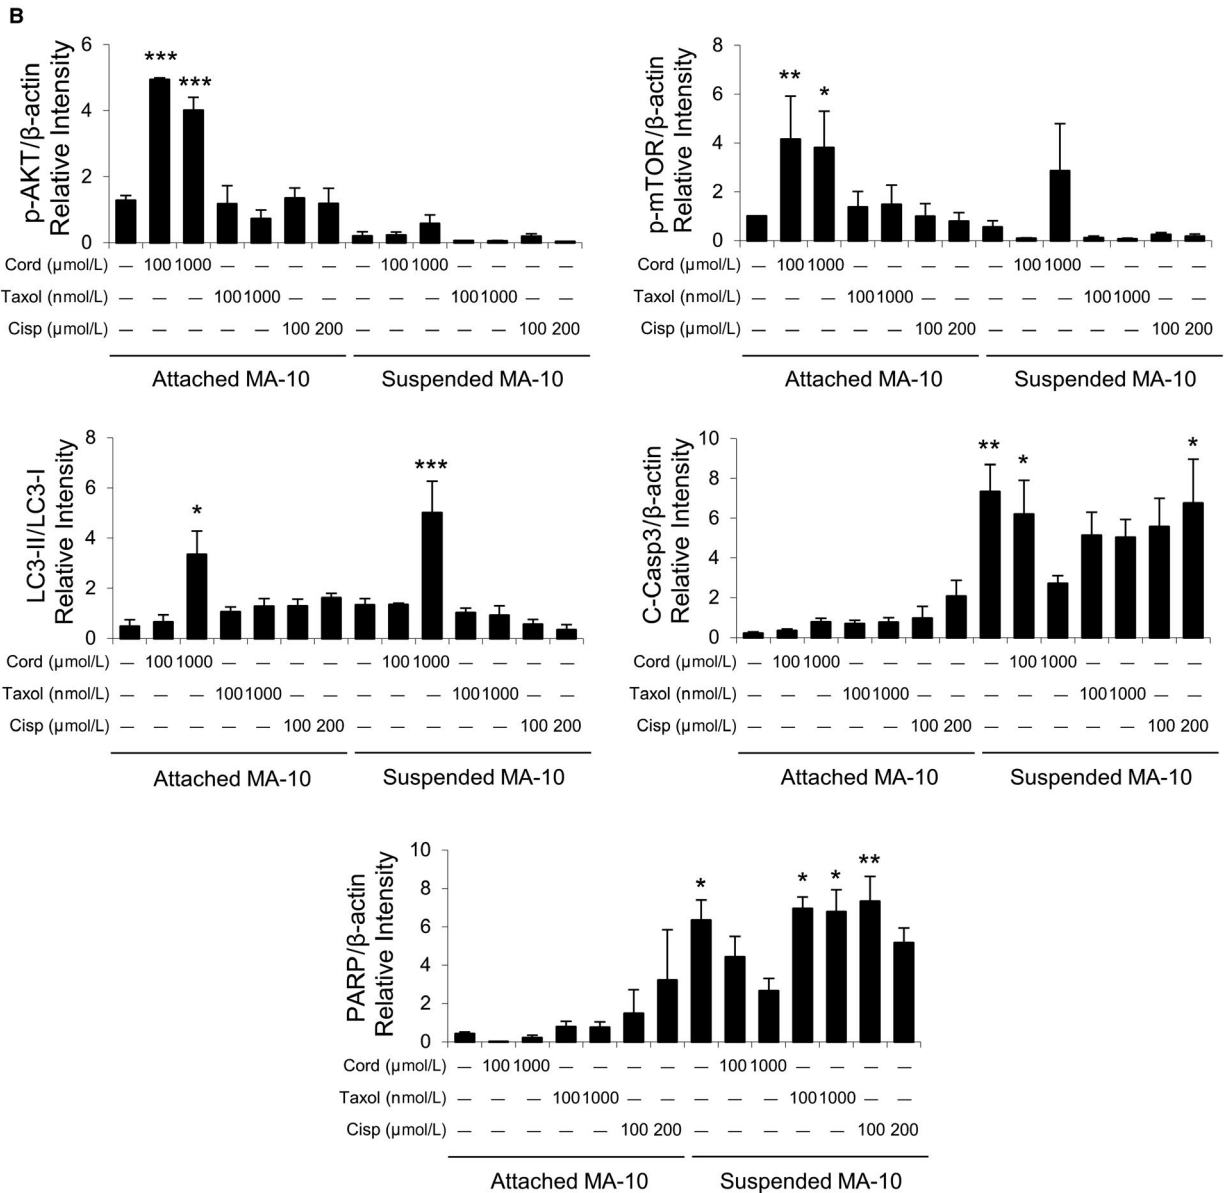 B
p-AKT/β-actin
Relative Intensity
6
4
2
0
*** ***
Cord (µmol/L) — 100 1000 — — — — — 100 1000 — — — —
Taxol (nmol/L) — — — 100 1000 — — — — — 100 1000 — —
Cisp (µmol/L) — — — — — 100 200 — — — — — 100 200
Attached MA-10 Suspended MA-10
p-mTOR/β-actin
Relative Intensity
8
6
4
2
0
** *
Cord (µmol/L) — 100 1000 — — — — — 100 1000 — — — —
Taxol (nmol/L) — — — 100 1000 — — — — — 100 1000 — —
Cisp (µmol/L) — — — — — 100 200 — — — — — 100 200
Attached MA-10 Suspended MA-10
LC3-II/LC3-I
Relative Intensity
8
6
4
2
0
* ***
Cord (µmol/L) — 100 1000 — — — — — 100 1000 — — — —
Taxol (nmol/L) — — — 100 1000 — — — — — 100 1000 — —
Cisp (µmol/L) — — — — — 100 200 — — — — — 100 200
Attached MA-10 Suspended MA-10
C-Casp3/β-actin
Relative Intensity
10
8
6
4
2
0
** * *
Cord (µmol/L) — 100 1000 — — — — — 100 1000 — — — —
Taxol (nmol/L) — — — 100 1000 — — — — — 100 1000 — —
Cisp (µmol/L) — — — — — 100 200 — — — — — 100 200
Attached MA-10 Suspended MA-10
PARP/β-actin
Relative Intensity
10
8
6
4
2
0
* * * **
Cord (µmol/L) — 100 1000 — — — — — 100 1000 — — — —
Taxol (nmol/L) — — — 100 1000 — — — — — 100 1000 — —
Cisp (µmol/L) — — — — — 100 200 — — — — — 100 200
Attached MA-10 Suspended MA-10